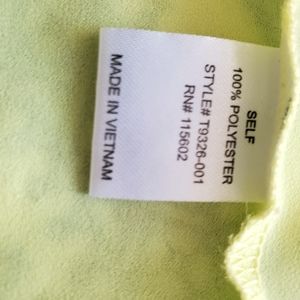 SELF
100% POLYESTER
STYLE# T9326-001
RN# 115602
MADE IN VIETNAM